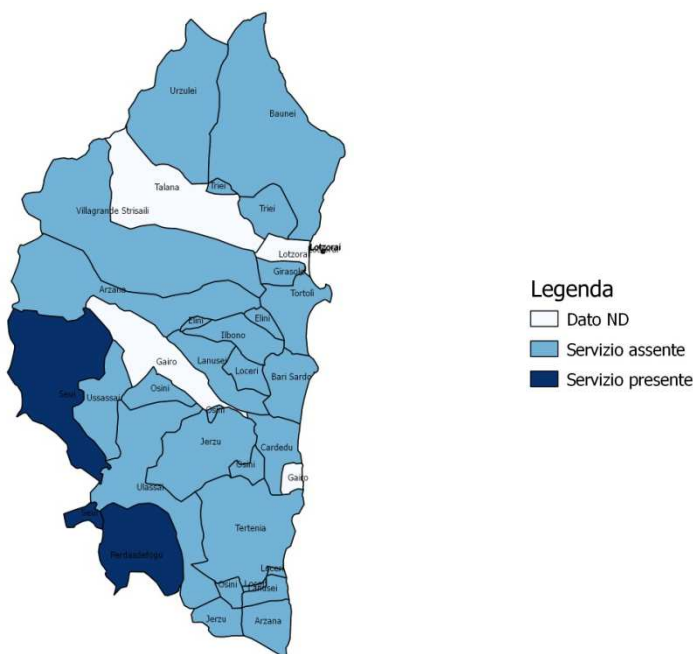 Urzulei
Baunei
Talana
Triei
Triei
Villagrande Strisaili
Lotzorai
Lotzorai
Girasole
Tortolì
Arzana
Elini
Elini
Ilbono
Gairo
Lanusei
Loceri
Bari Sardo
Seui
Ussassai
Osini
Osini
Jerzu
Cardedu
Osini
Gairo
Ulassai
Seui
Tertenia
Perdasdefogu
Loceri
Osini
Loceri
Lanusei
Jerzu
Arzana
Legenda
Dato ND
Servizio assente
Servizio presente